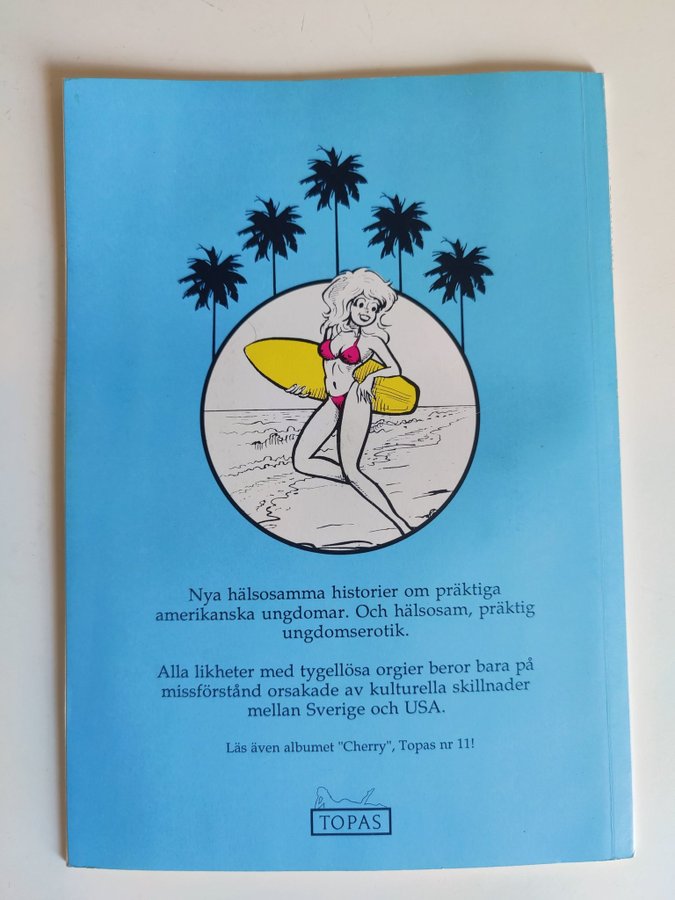 Nya hälsosamma historier om präktiga
amerikanska ungdomar. Och hälsosam, präktig
ungdomserotik.
Alla likheter med tygellösa orgier beror bara på
missförstånd orsakade av kulturella skillnader
mellan Sverige och USA.
Läs även albumet "Cherry", Topas nr 11!
TOPAS